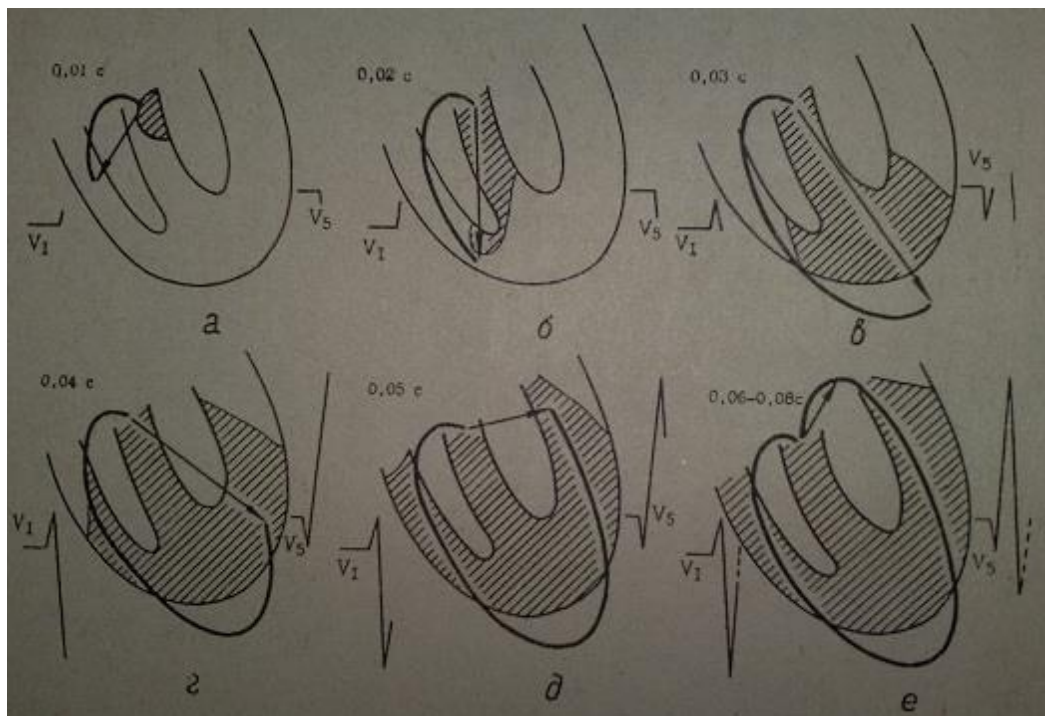 0,01 с
V₁
V₅
а
0,02 с
V₁
V₅
б
0,03 с
V₁
V₅
в
0,04 с
V₁
V₅
г
0,05 с
V₁
V₅
д
0,06-0,08с
V₁
V₅
е